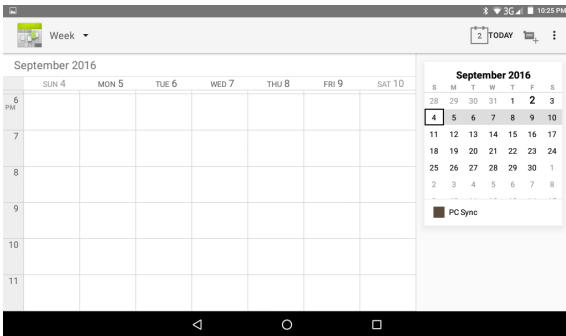 3G 10:25 PM
Week 2 TODAY
September 2016
SUN 4 MON 5 TUE 6 WED 7 THU 8 FRI 9 SAT 10
6
PM
7
8
9
10
11
September 2016
S M T W T F S
28 29 30 31 1 2 3
4 5 6 7 8 9 10
11 12 13 14 15 16 17
18 19 20 21 22 23 24
25 26 27 28 29 30 1
2 3 4 5 6 7 8
PC Sync